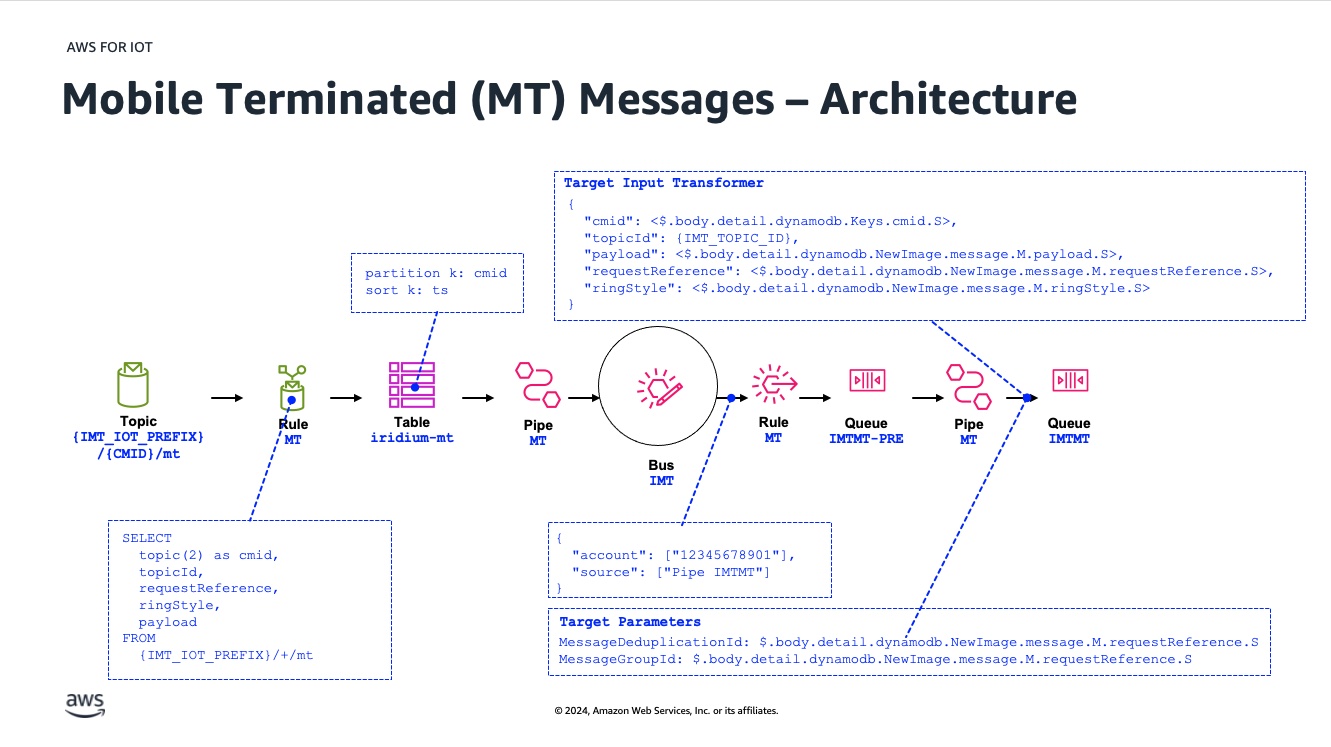 AWS FOR IOT
Mobile Terminated (MT) Messages – Architecture
Target Input Transformer
{
"cmid": <$.body.detail.dynamodb.Keys.cmid.S>,
"topicId": {IMT_TOPIC_ID},
"payload": <$.body.detail.dynamodb.NewImage.message.M.payload.S>,
"requestReference": <$.body.detail.dynamodb.NewImage.message.M.requestReference.S>,
"ringStyle": <$.body.detail.dynamodb.NewImage.message.M.ringStyle.S>
}
partition k: cmid
sort k: ts
Topic
{IMT_IOT_PREFIX}
/{CMID}/mt
Rule
MT
Table
iridium-mt
Pipe
MT
Bus
IMT
Rule
MT
Queue
IMTMT-PRE
Pipe
MT
Queue
IMTMT
SELECT
topic(2) as cmid,
topicId,
requestReference,
ringStyle,
payload
FROM
{IMT_IOT_PREFIX}/+/mt
{
"account": ["12345678901"],
"source": ["Pipe IMTMT"]
}
Target Parameters
MessageDeduplicationId: $.body.detail.dynamodb.NewImage.message.M.requestReference.S
MessageGroupId: $.body.detail.dynamodb.NewImage.message.M.requestReference.S
aws
© 2024, Amazon Web Services, Inc. or its affiliates.